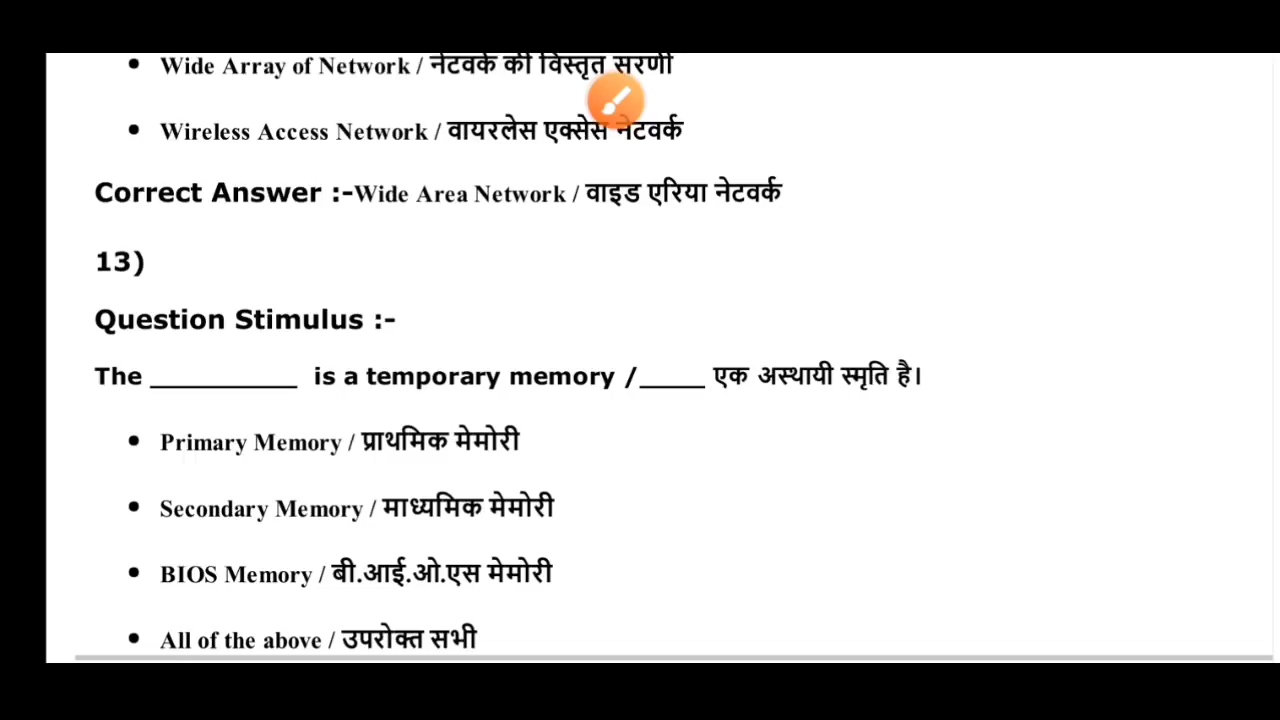 • Wide Array of Network / नेटवर्क की विस्तृत सरणी
• Wireless Access Network / वायरलेस एक्सेस नेटवर्क
Correct Answer :-Wide Area Network / वाइड एरिया नेटवर्क
13)
Question Stimulus :-
The __________ is a temporary memory /____ एक अस्थायी स्मृति है।
• Primary Memory / प्राथमिक मेमोरी
• Secondary Memory / माध्यमिक मेमोरी
• BIOS Memory / बी.आई.ओ.एस मेमोरी
• All of the above / उपरोक्त सभी